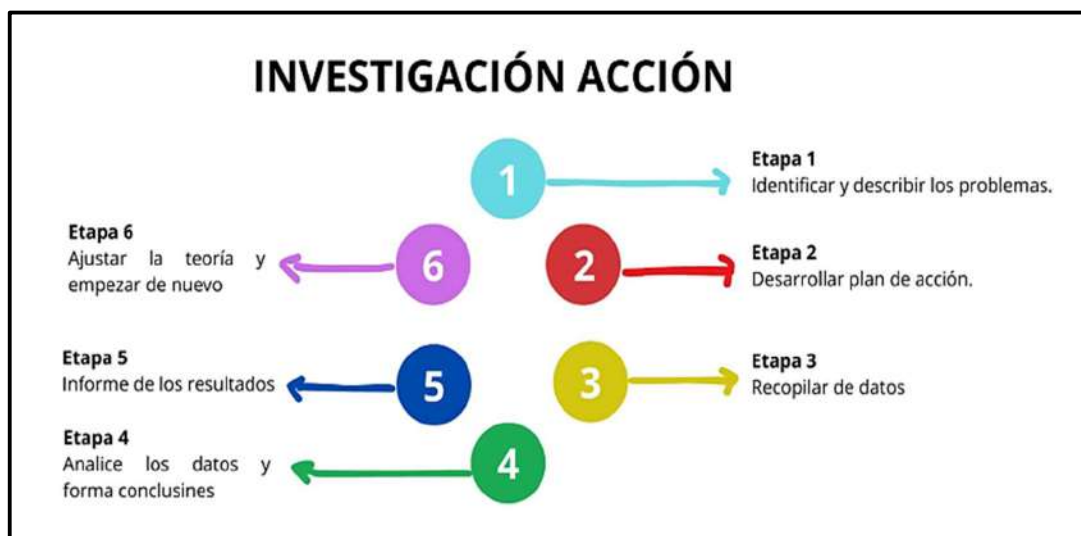 INVESTIGACIÓN ACCIÓN
1
Etapa 1
Identificar y describir los problemas.
2
Etapa 2
Desarrollar plan de acción.
3
Etapa 3
Recopilar de datos
4
Etapa 4
Analice los datos y
forma conclusines
5
Etapa 5
Informe de los resultados
6
Etapa 6
Ajustar la teoría y
empezar de nuevo